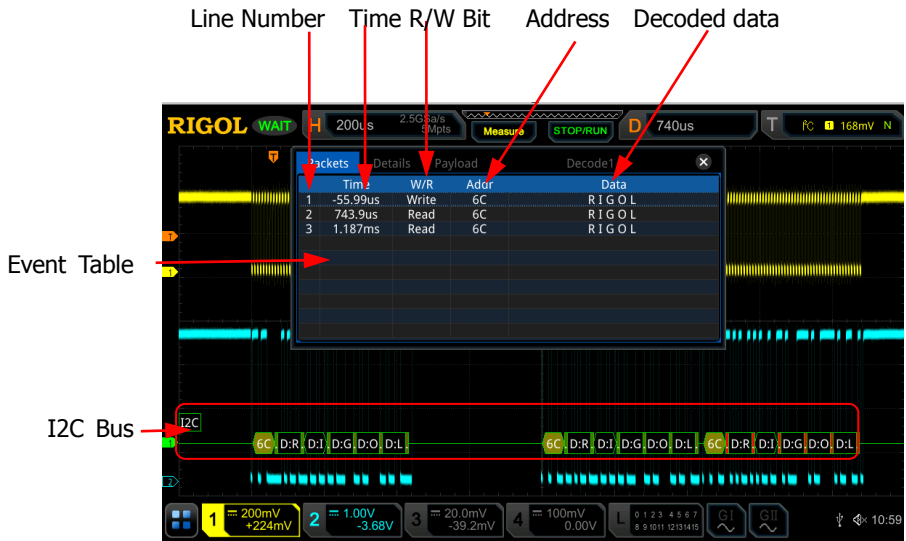 Line Number Time R/W Bit Address Decoded data
RIGOL WAIT H 200us 2.5GSa/s 5Mpts Measure STOP/RUN D 740us T 1 168mV N
T
Packets Details Payload Decode1 ×
Time W/R Addr Data
1 -55.99us Write 6C R I G O L
2 743.9us Read 6C R I G O L
3 1.187ms Read 6C R I G O L
T
1
Event Table
I2C Bus
I2C
1
6C D:R D:I D:G D:O D:L 6C D:R D:I D:G D:O D:L 6C D:R D:I D:G D:O D:L
2
1 200mV +224mV 2 1.00V -3.68V 3 20.0mV -39.2mV 4 100mV 0.00V L 0 1 2 3 4 5 6 7 8 9 10 11 12 13 14 15 GI GII 10:59